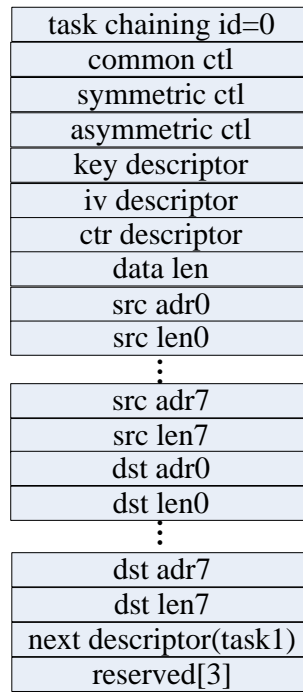 task chaining id=0
common ctl
symmetric ctl
asymmetric ctl
key descriptor
iv descriptor
ctr descriptor
data len
src adr0
src len0
⋮
src adr7
src len7
dst adr0
dst len0
⋮
dst adr7
dst len7
next descriptor(task1)
reserved[3]